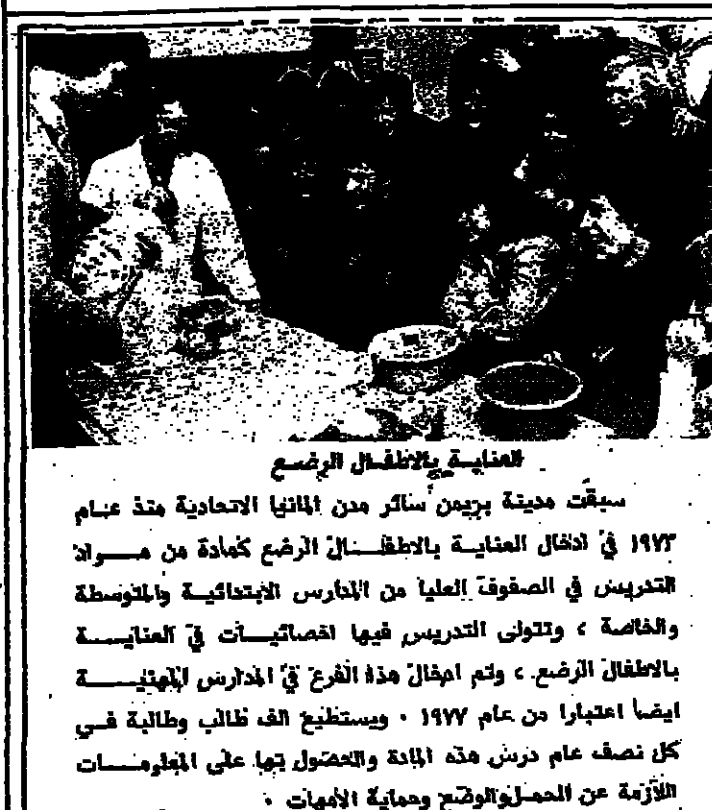 العناية بالاطفال الرضع
سبقت مدينة بريمن سائر مدن المانيا الاتحادية منذ عام
١٩٧٣ في ادخال العناية بالاطفال الرضع كمادة من مواد
التدريس في الصفوف العليا من المدارس الابتدائية والمتوسطة
والخاصة ، وتتولى التدريس فيها اخصائيات في العناية
بالاطفال الرضع ، وتم ادخال هذا الفرع في المدارس المهنية
ايضا اعتبارا من عام ١٩٧٧ . ويستطيع الف طالب وطالبة في
كل نصف عام درس هذه المادة والحصول بها على المعلومات
اللازمة عن الحمل والوضع وحماية الأمهات .